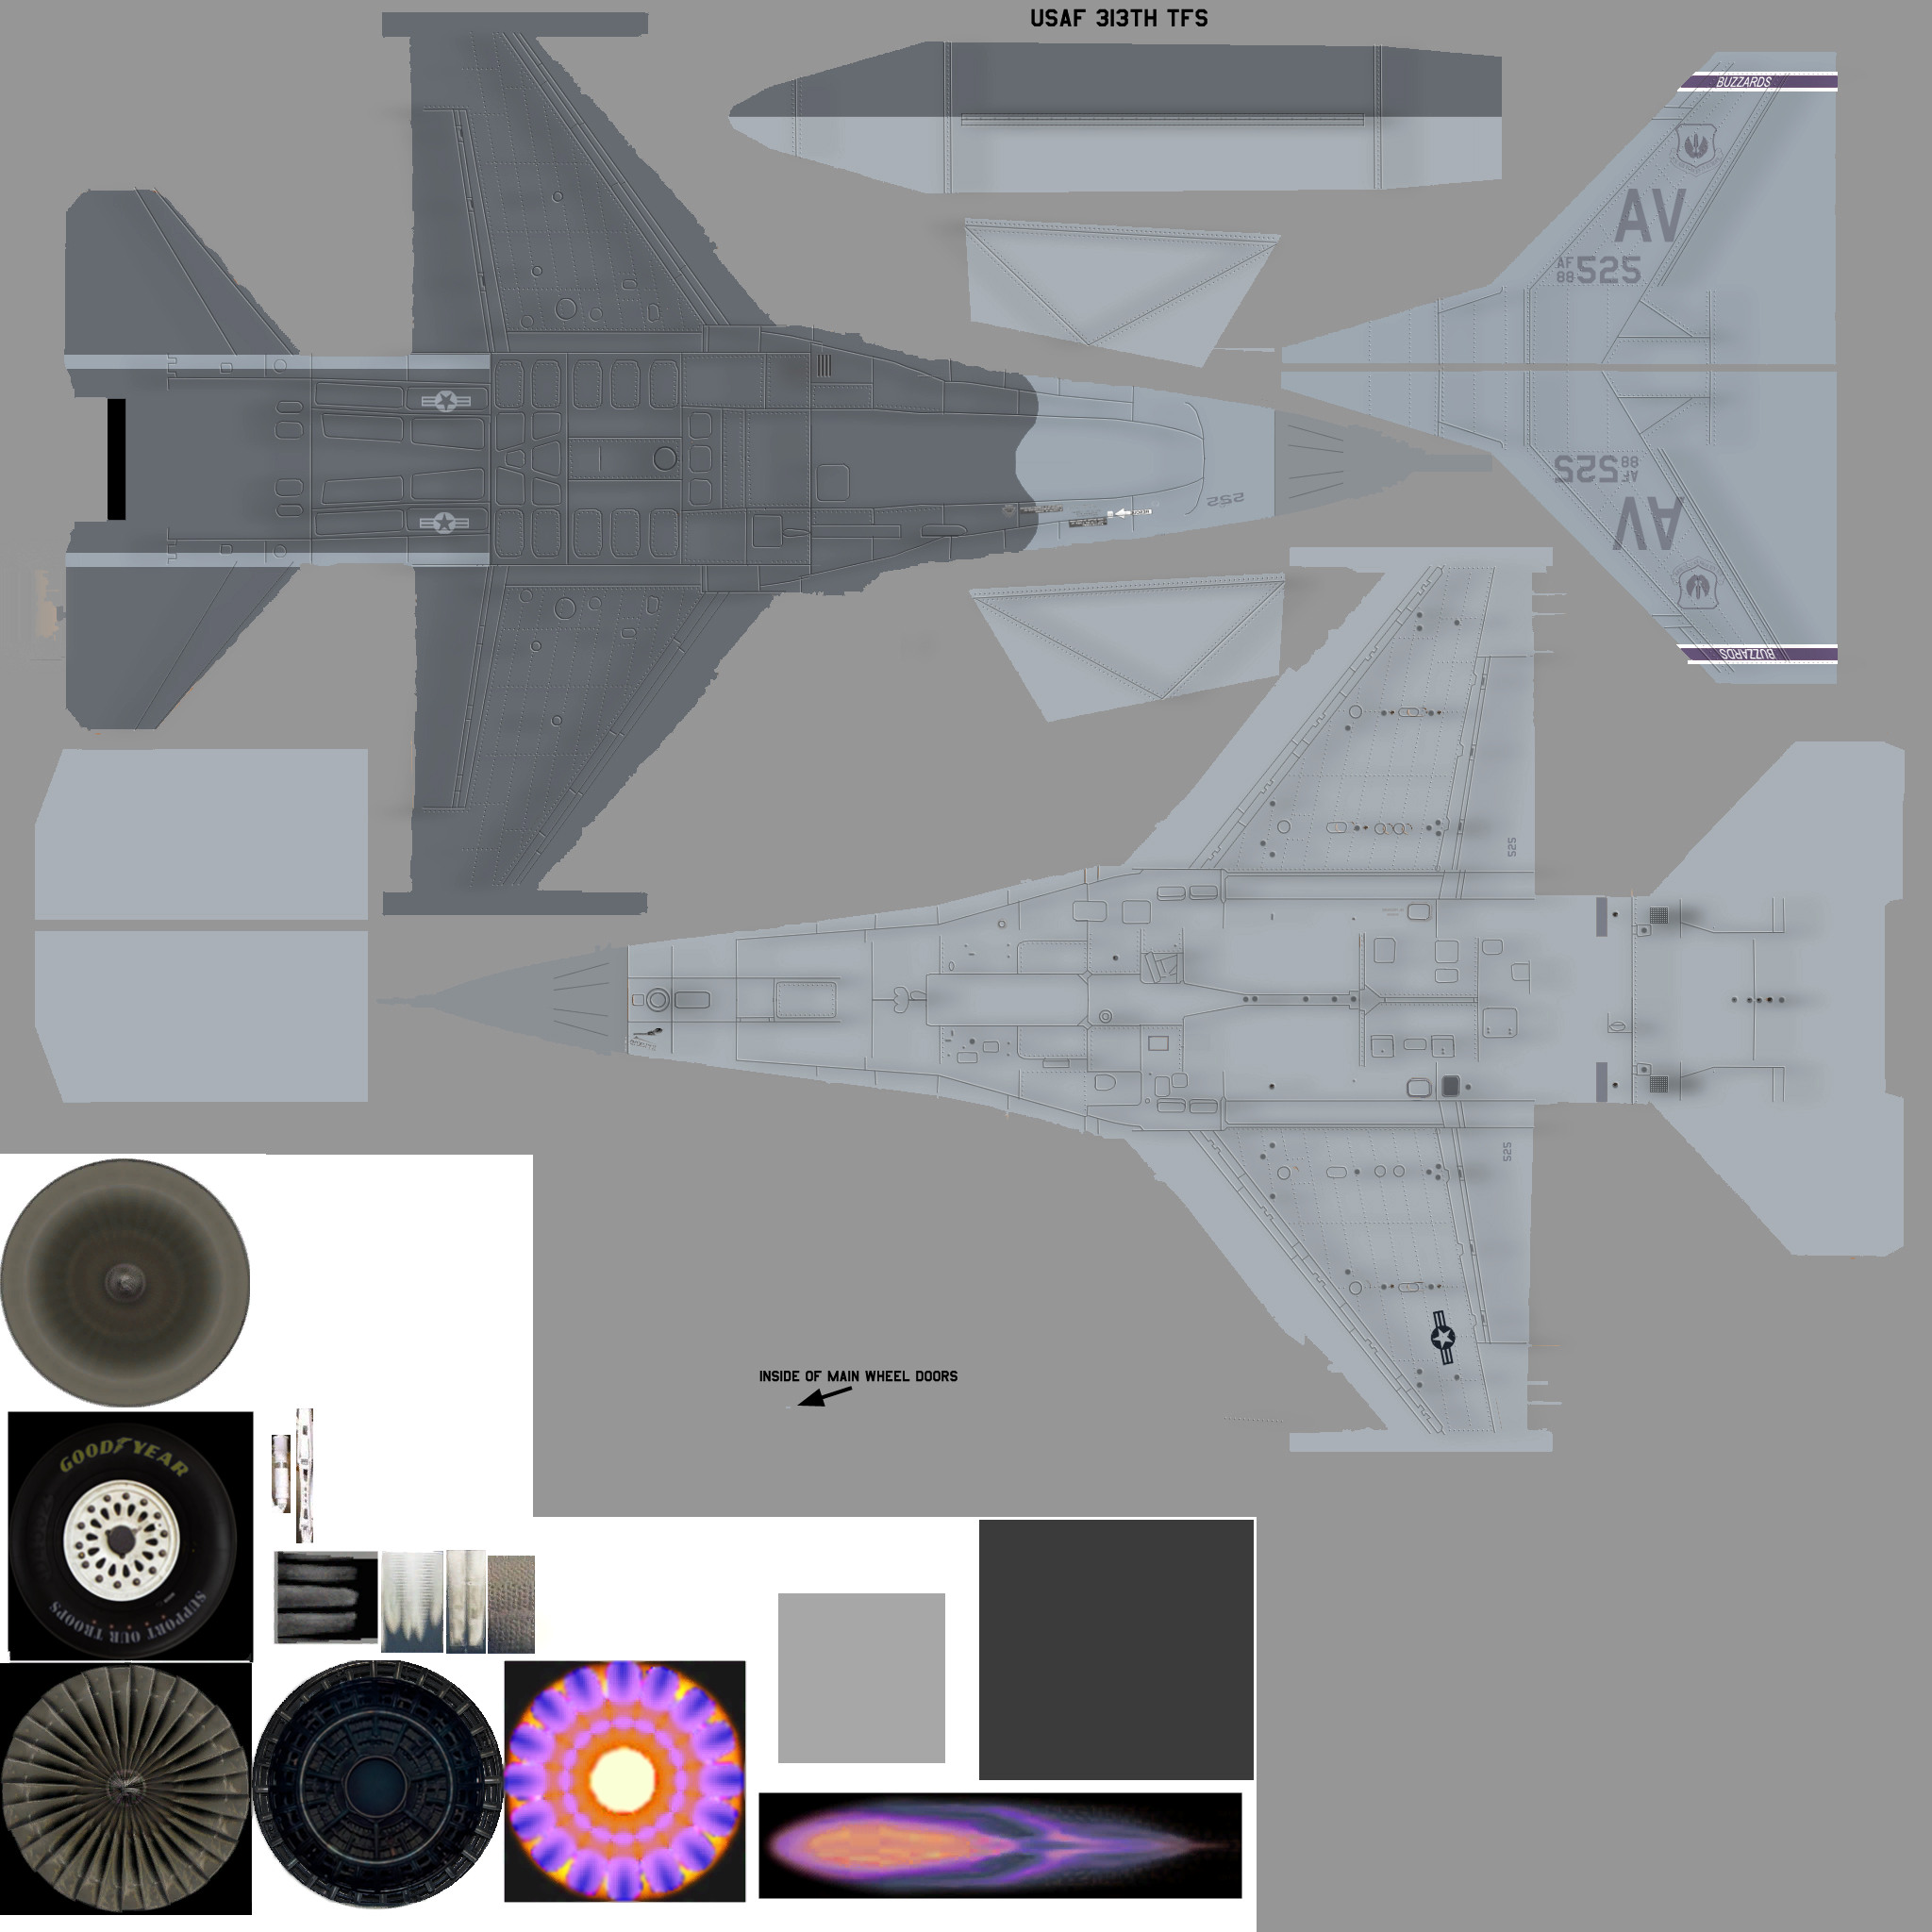 USAF 313TH TFS
BUZZARDS
AV
AF
88 525
525
88
AF
AV
BUZZARDS
525
525
525
INSIDE OF MAIN WHEEL DOORS
GOODYEAR
SUPPORT OUR TROOPS